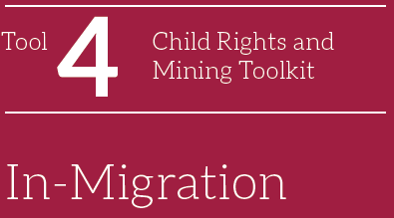 Tool 4
Child Rights and
Mining Toolkit
In-Migration